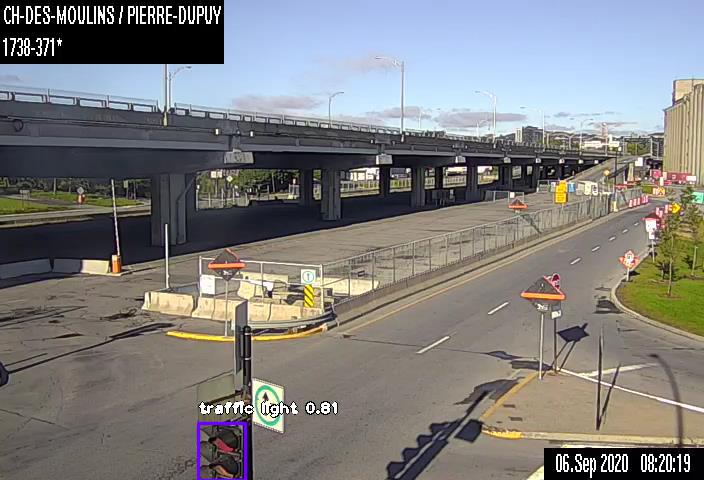 CH-DES-MOULINS / PIERRE-DUPUY
1738-371*
traffic light 0.81
06.Sep 2020 08:20:19